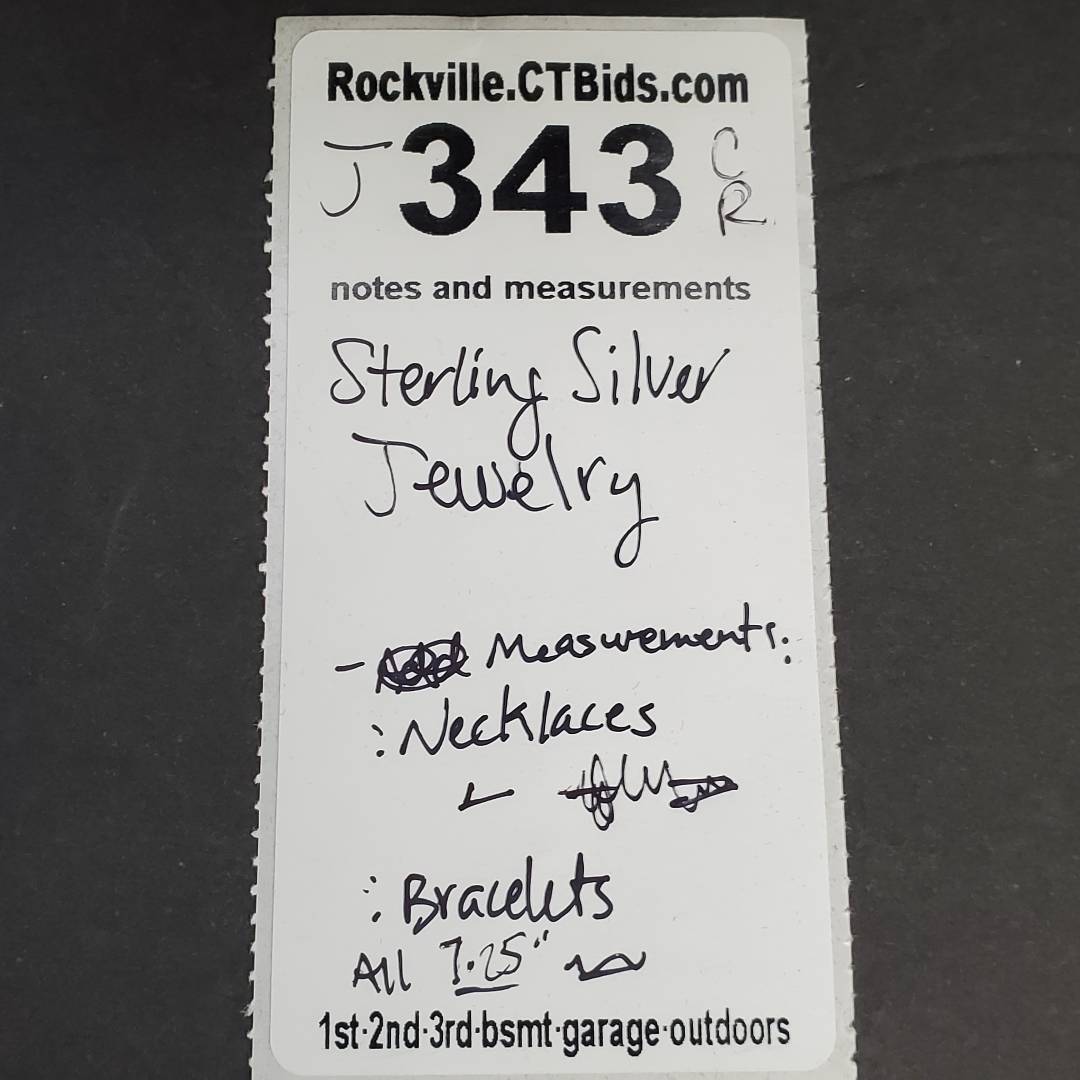 Rockville.CTBids.com
J 343 C
R
notes and measurements
Sterling Silver
Jewelry
- Measurements:
: Necklaces
: Bracelets
All 7.25"
1st·2nd·3rd·bsmt·garage·outdoors